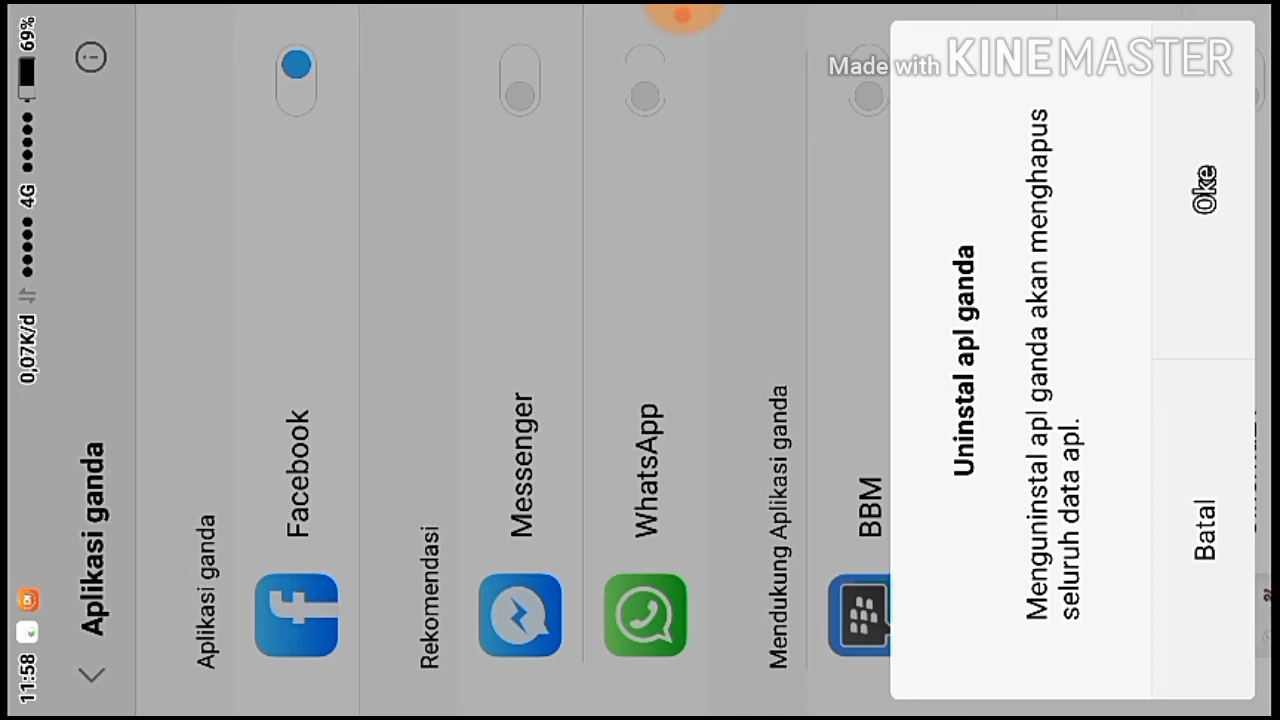 Made with KINEMASTER
11:58 0,07K/d 4G 69%
Aplikasi ganda
Aplikasi ganda
Facebook
Rekomendasi
Messenger
WhatsApp
Mendukung Aplikasi ganda
BBM
Uninstal apl ganda
Menguninstal apl ganda akan menghapus
seluruh data apl.
Batal Oke